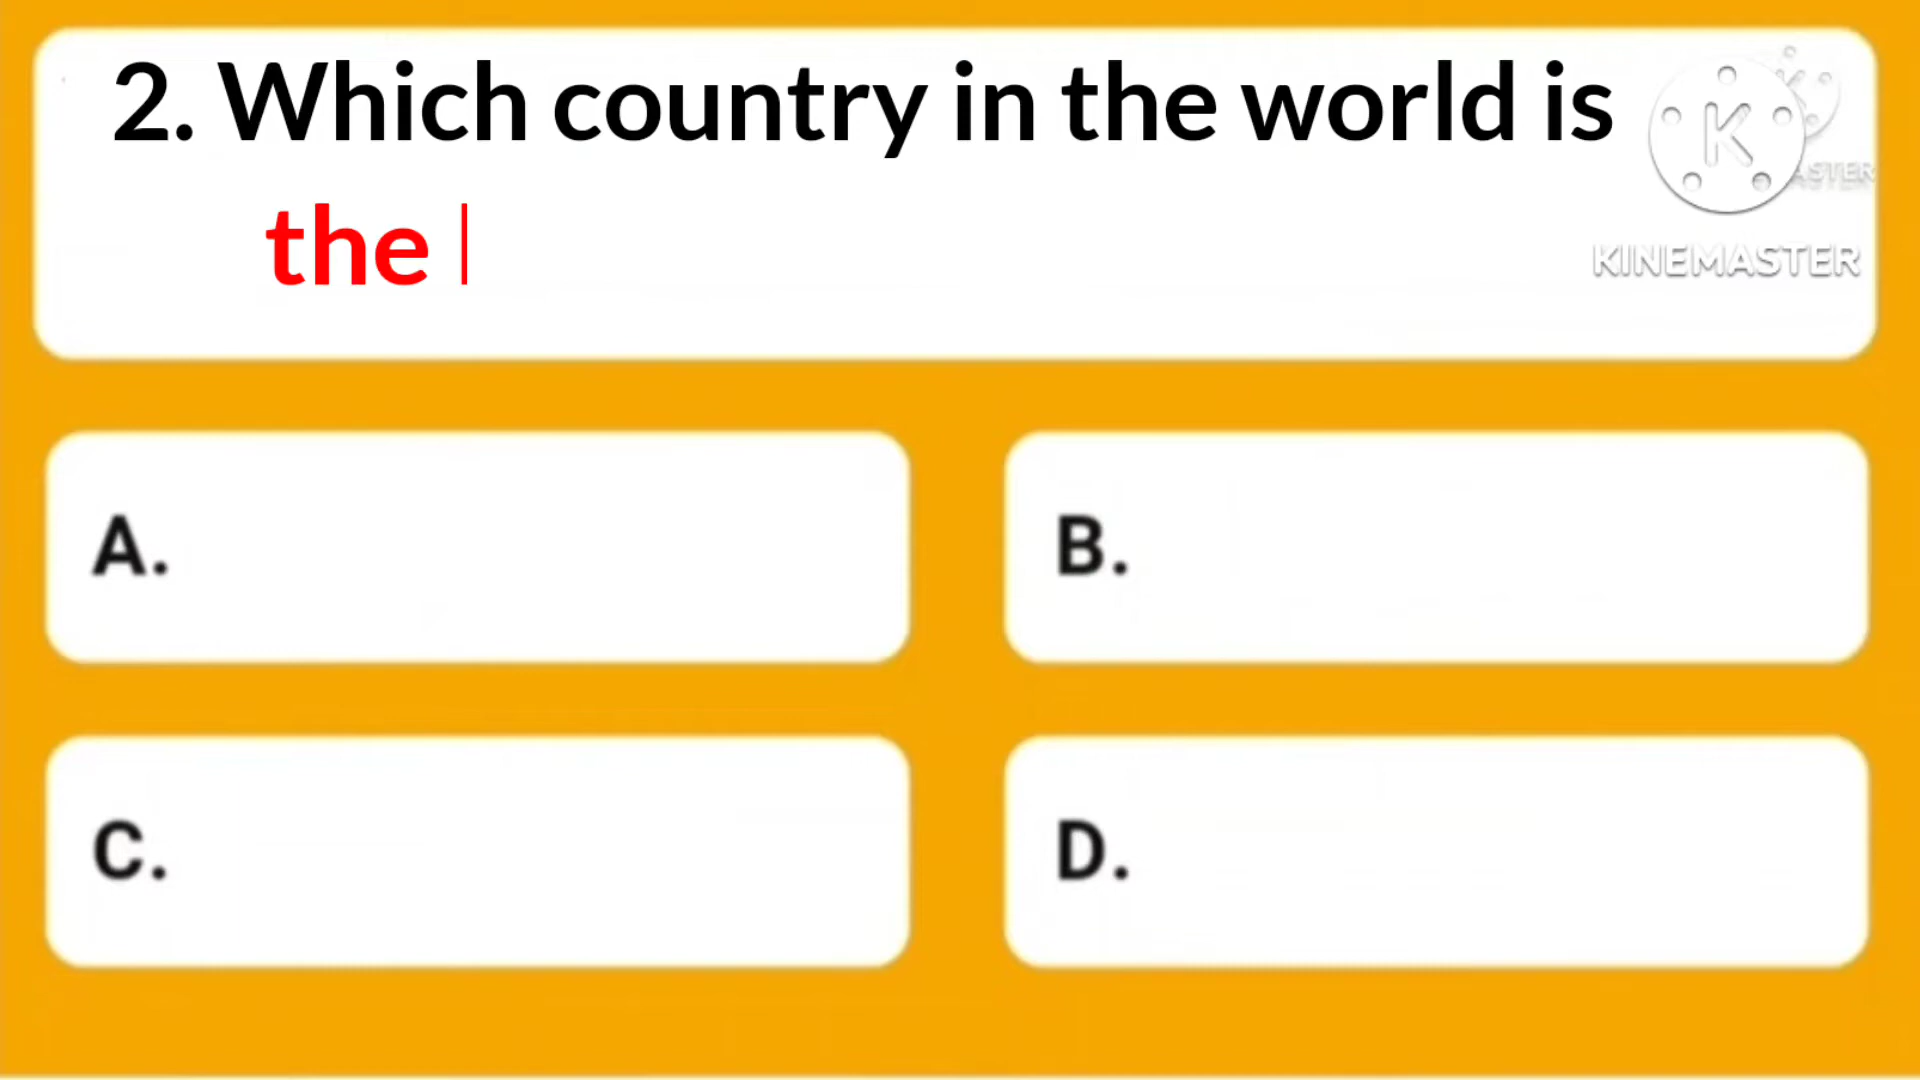 2. Which country in the world is
the
K
KINEMASTER
A.
B.
C.
D.